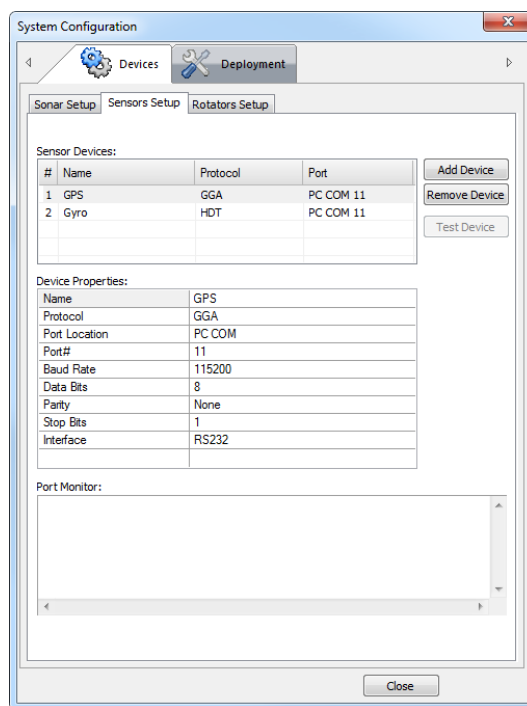 System Configuration
Devices
Deployment
Sonar Setup Sensors Setup Rotators Setup
Sensor Devices:
# Name Protocol Port
1 GPS GGA PC COM 11
2 Gyro HDT PC COM 11
Add Device
Remove Device
Test Device
Device Properties:
Name GPS
Protocol GGA
Port Location PC COM
Port# 11
Baud Rate 115200
Data Bits 8
Parity None
Stop Bits 1
Interface RS232
Port Monitor:
Close